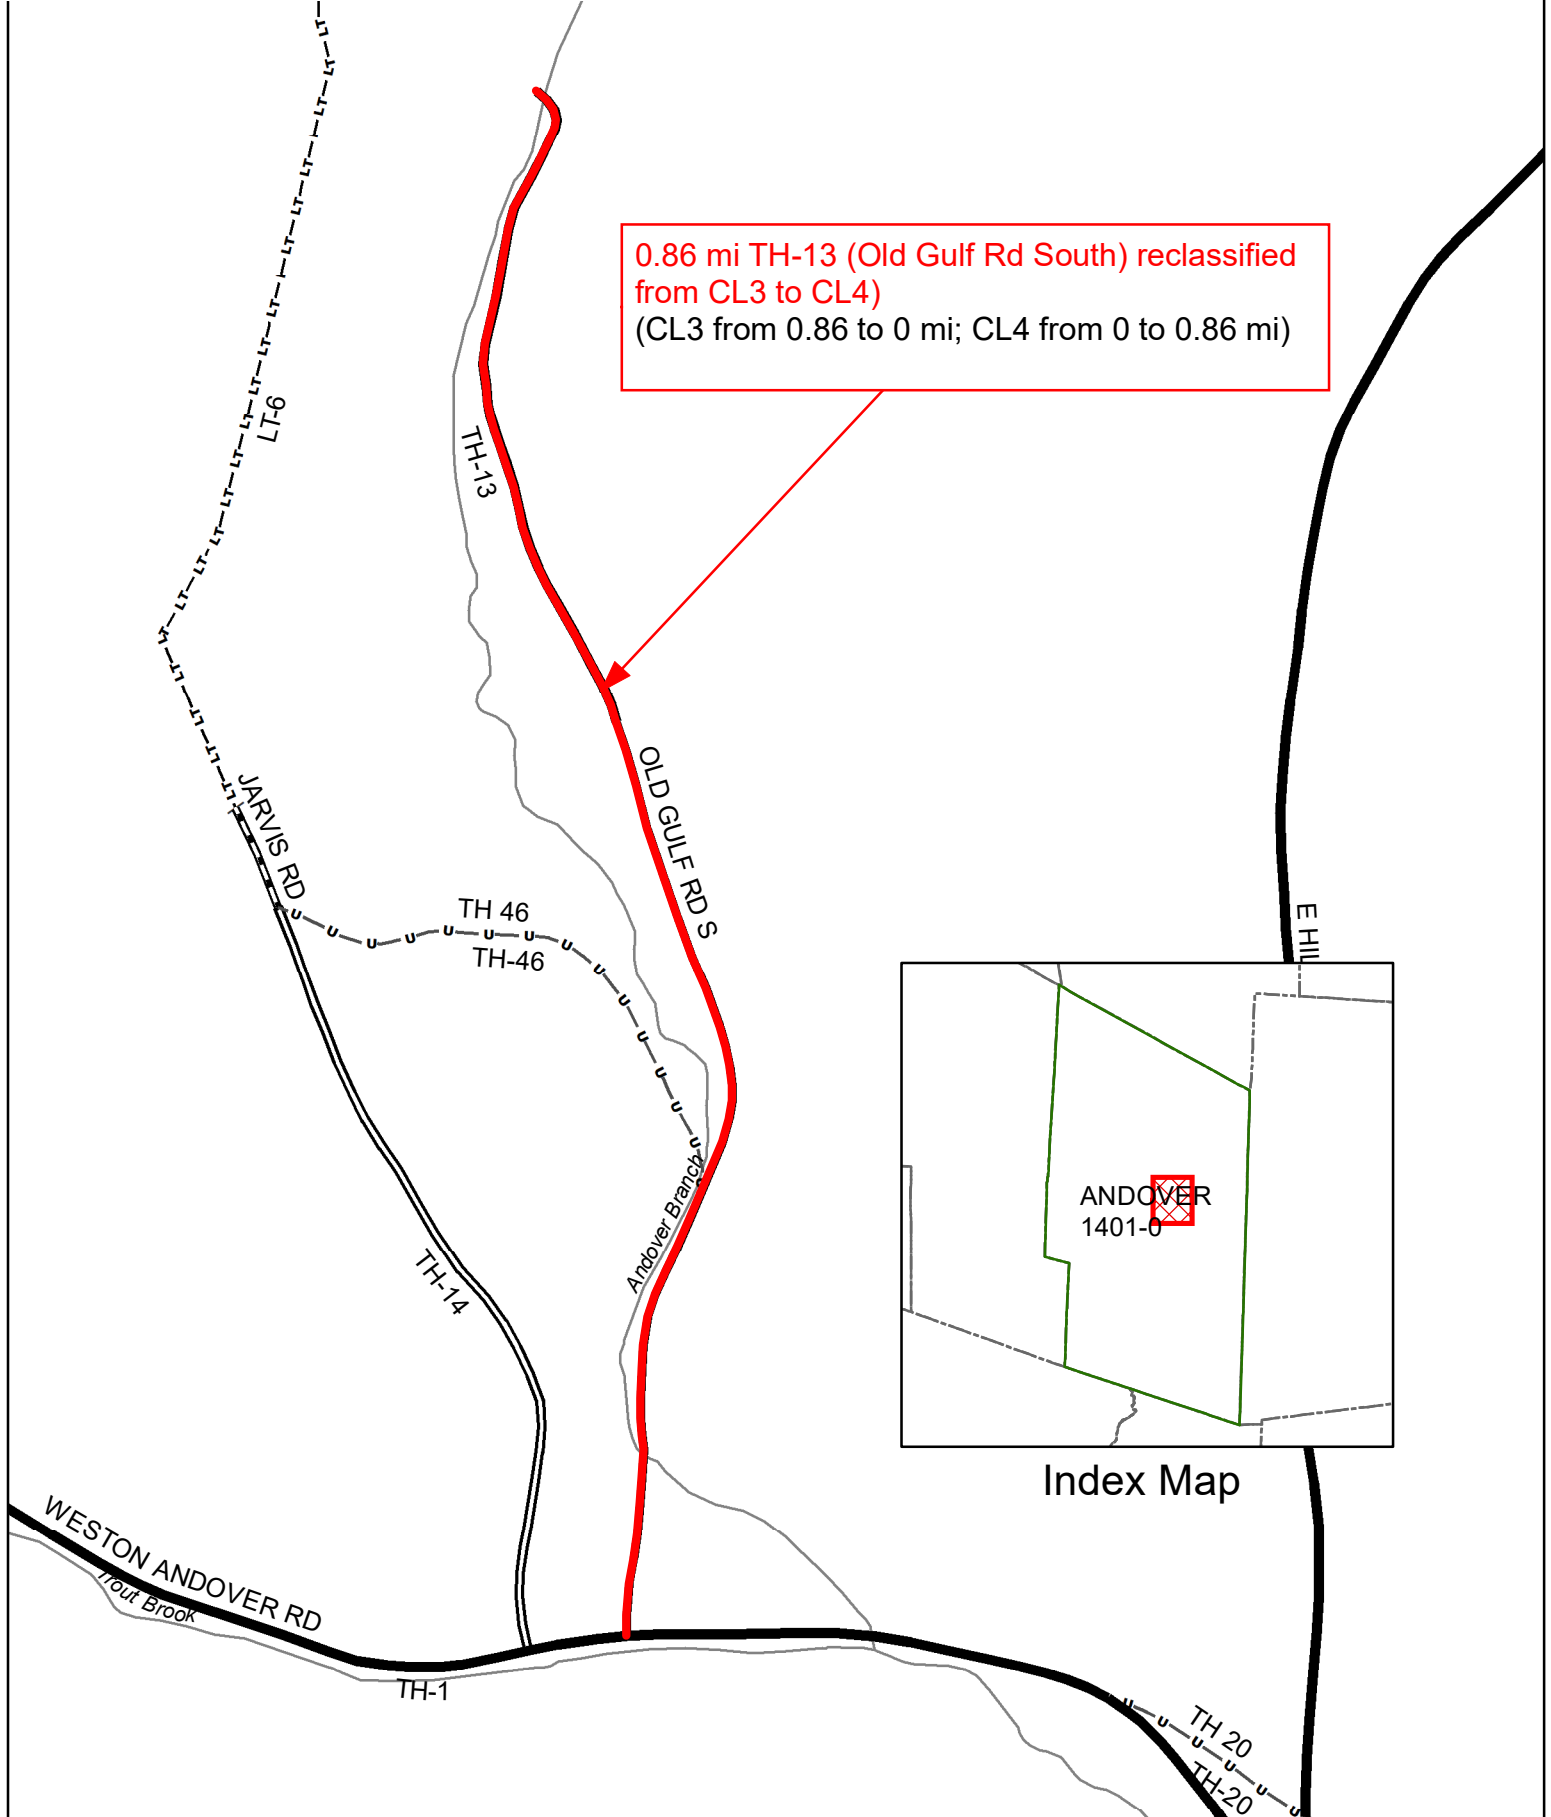 0.86 mi TH-13 (Old Gulf Rd South) reclassified
from CL3 to CL4)
(CL3 from 0.86 to 0 mi; CL4 from 0 to 0.86 mi)
LT-6
TH-13
OLD GULF RD S
JARVIS RD
TH 46
TH-46
E HIL
ANDOVER
1401-0
Andover Branch
TH-14
Index Map
WESTON ANDOVER RD
Trout Brook
TH-1
TH 20
TH-20